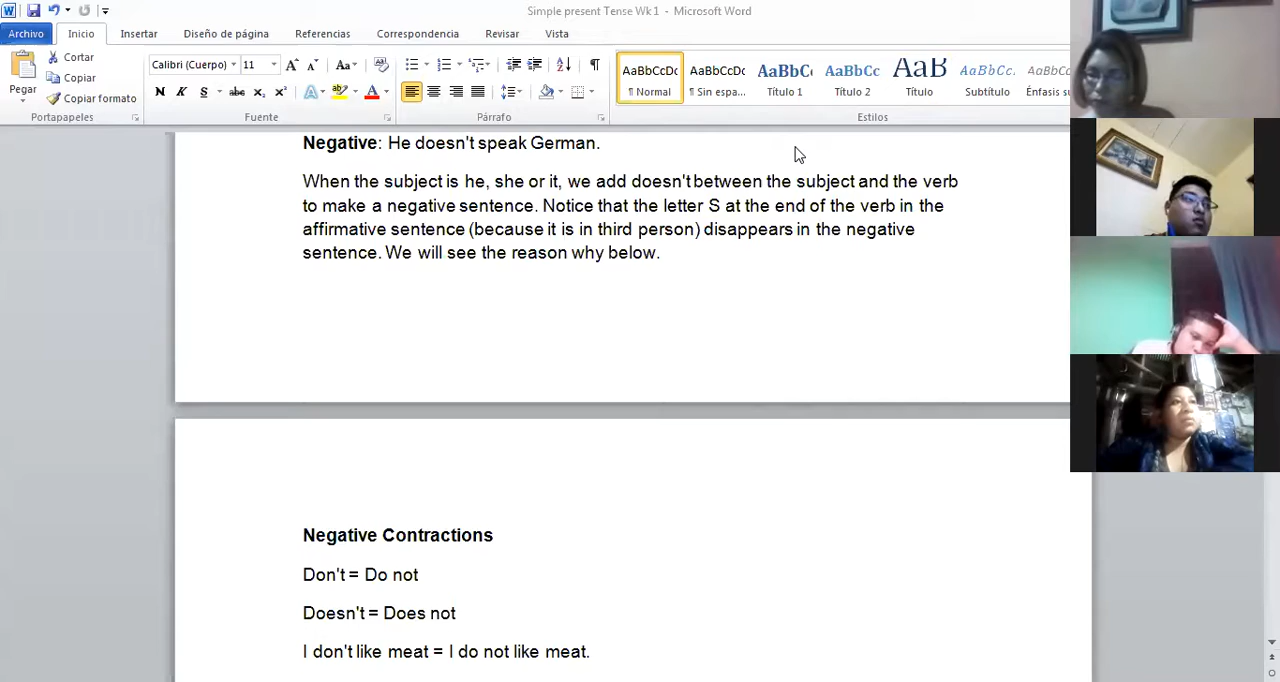 Simple present Tense Wk 1 - Microsoft Word
Archivo Inicio Insertar Diseño de página Referencias Correspondencia Revisar Vista
Pegar
Cortar
Copiar
Copiar formato
Portapapeles
Calibri (Cuerpo) 11
Fuente
Párrafo
AaBbCcDc AaBbCcDc AaBbC AaBbCc AaB AaBbCc. AaBbCc
¶ Normal ¶ Sin espa... Título 1 Título 2 Título Subtítulo Énfasis su
Estilos
Negative: He doesn't speak German.
When the subject is he, she or it, we add doesn't between the subject and the verb
to make a negative sentence. Notice that the letter S at the end of the verb in the
affirmative sentence (because it is in third person) disappears in the negative
sentence. We will see the reason why below.
Negative Contractions
Don't = Do not
Doesn't = Does not
I don't like meat = I do not like meat.